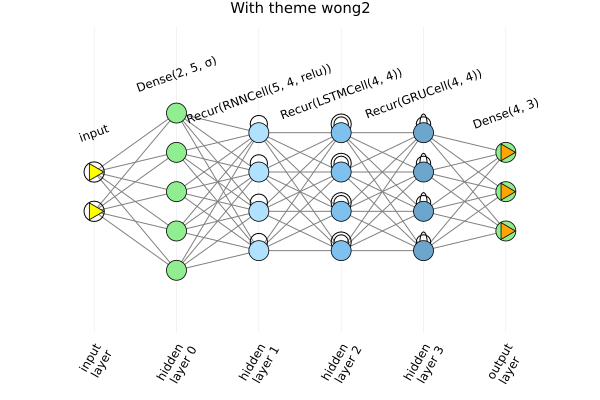 With theme wong2
input
Dense(2, 5, σ)
Recur(RNNCell(5, 4, relu))
Recur(LSTMCell(4, 4))
Recur(GRUCell(4, 4))
Dense(4, 3)
input
layer
hidden
layer 0
hidden
layer 1
hidden
layer 2
hidden
layer 3
output
layer